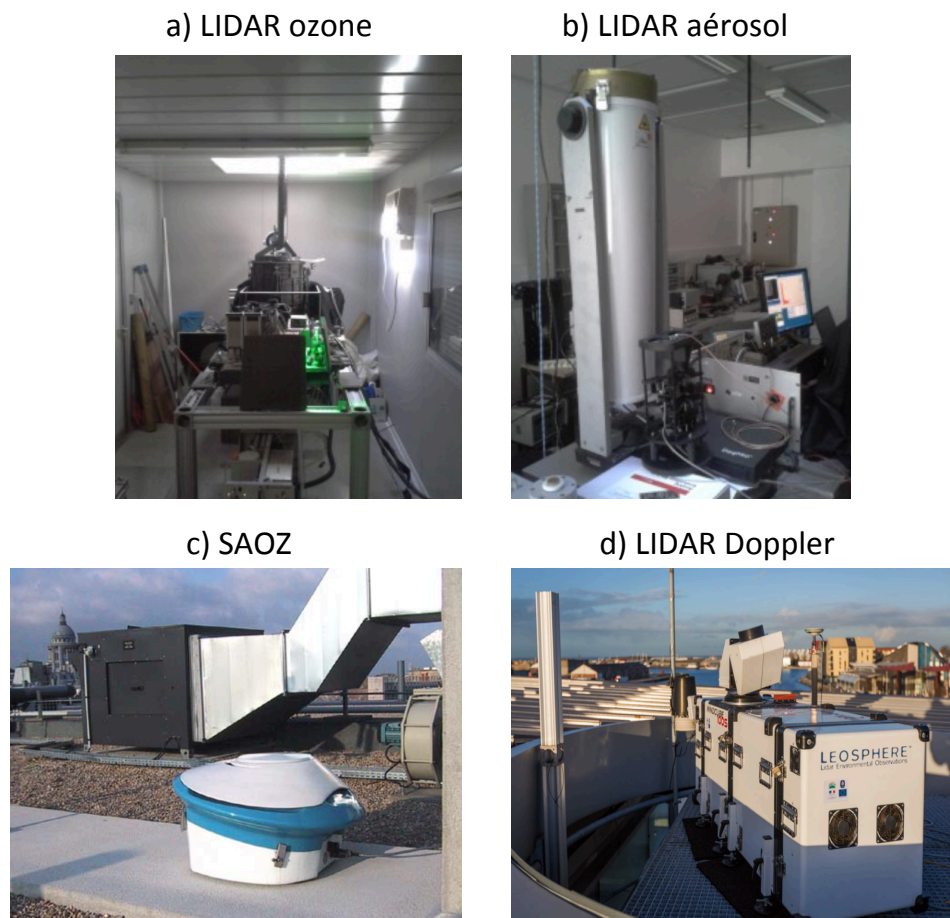 a) LIDAR ozone
b) LIDAR aérosol
c) SAOZ
d) LIDAR Doppler
LEOSPHERE
Lidar Environmental Observations